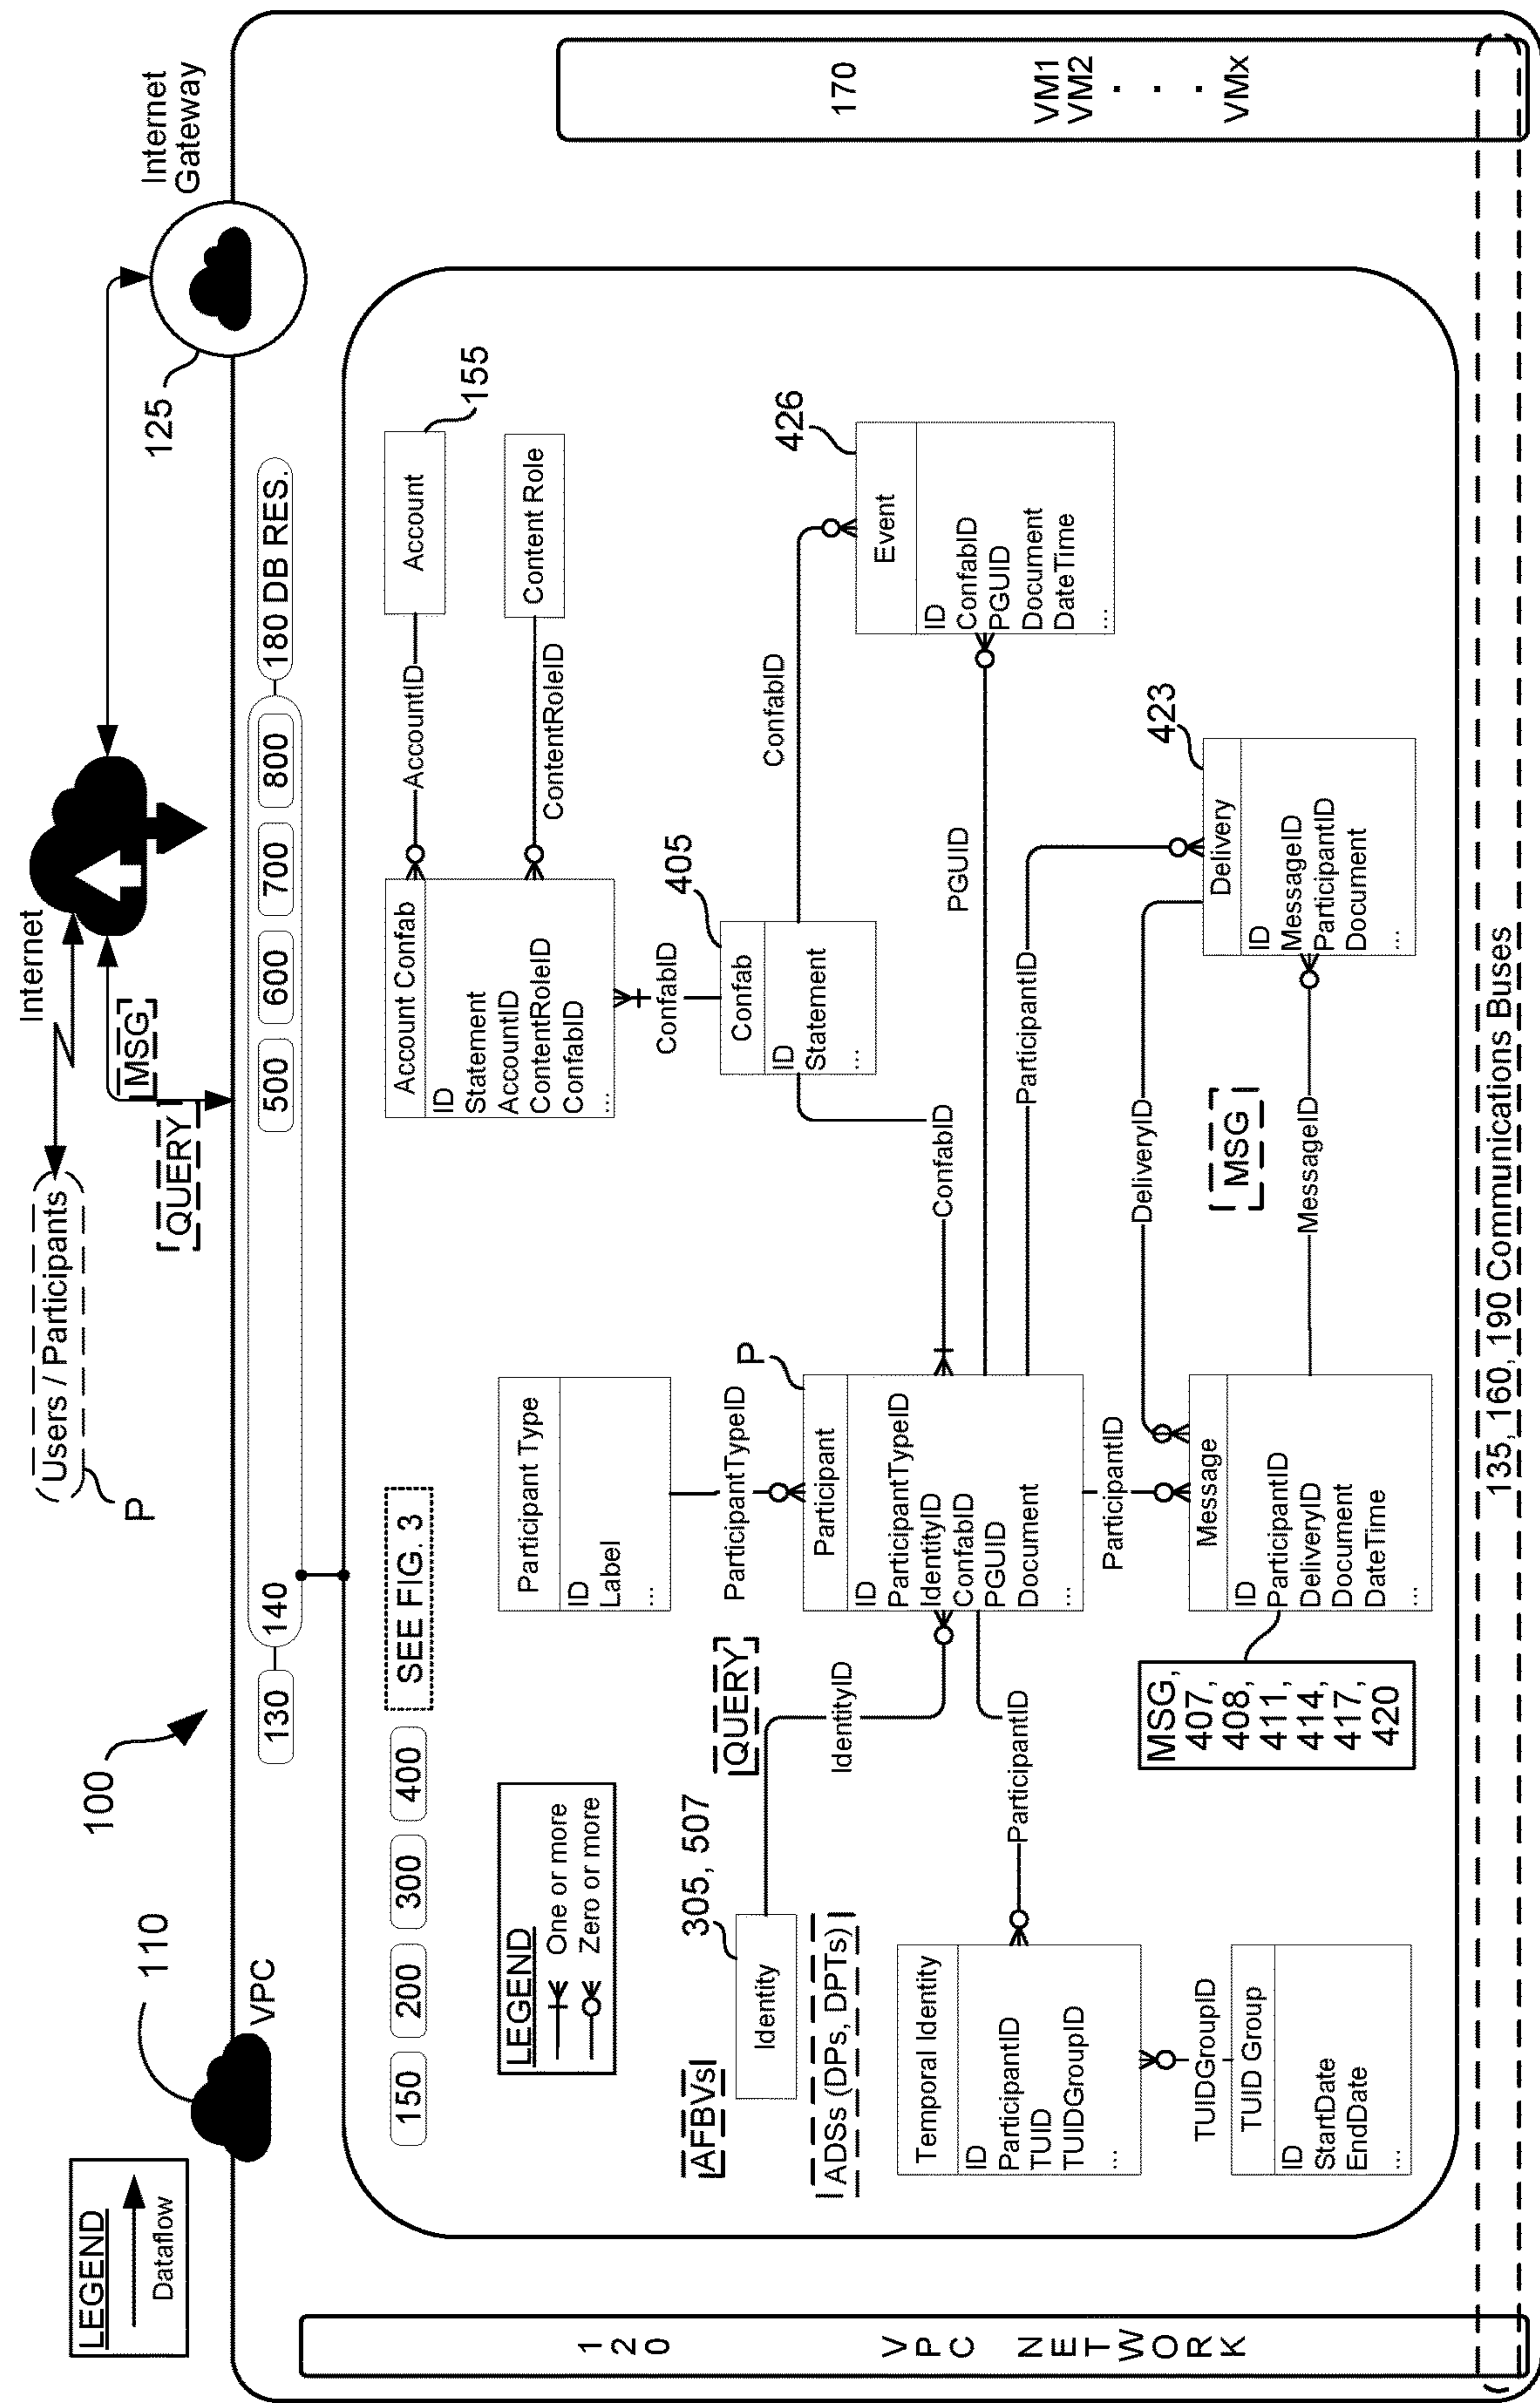 LEGEND
Dataflow
110
VPC
100
Users / Participants
P
Internet
MSG
QUERY
Internet
Gateway
125
130
140
500
600
700
800
180 DB RES.
120
VPC NETWORK
150
200
300
400
SEE FIG. 3
LEGEND
One or more
Zero or more
AFBVs
305, 507
Identity
ADSs (DPs, DPTs)
QUERY
IdentityID
Participant Type
ID
Label
...
ParticipantTypeID
P
Participant
ID
ParticipantTypeID
IdentityID
ConfabID
PGUID
Document
...
ParticipantID
Temporal Identity
ID
ParticipantID
TUID
TUIDGroupID
...
TUIDGroupID
TUID Group
ID
StartDate
EndDate
...
ParticipantID
Message
ID
ParticipantID
DeliveryID
Document
DateTime
...
MSG,
407,
408,
411,
414,
417,
420
Account Confab
ID
Statement
AccountID
ContentRoleID
ConfabID
...
AccountID
Account
155
ContentRoleID
Content Role
ConfabID
405
Confab
ID
Statement
...
ConfabID
ConfabID
426
Event
ID
ConfabID
PGUID
Document
DateTime
...
PGUID
ParticipantID
DeliveryID
MSG
MessageID
423
Delivery
ID
MessageID
ParticipantID
Document
...
170
VM1
VM2
.
.
.
VMx
135, 160, 190 Communications Buses